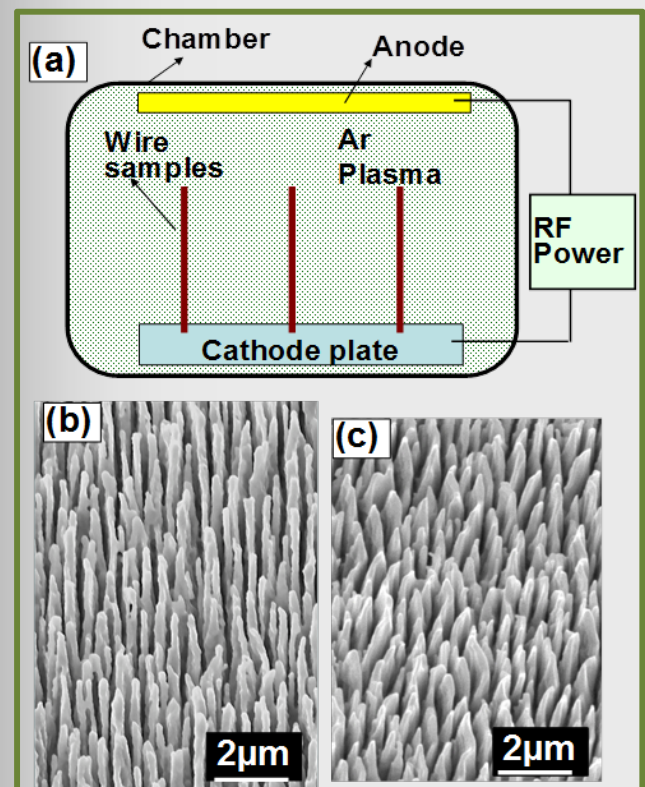 (a)
Chamber
Anode
Wire
samples
Ar
Plasma
RF
Power
Cathode plate
(b)
(c)
2µm
2µm